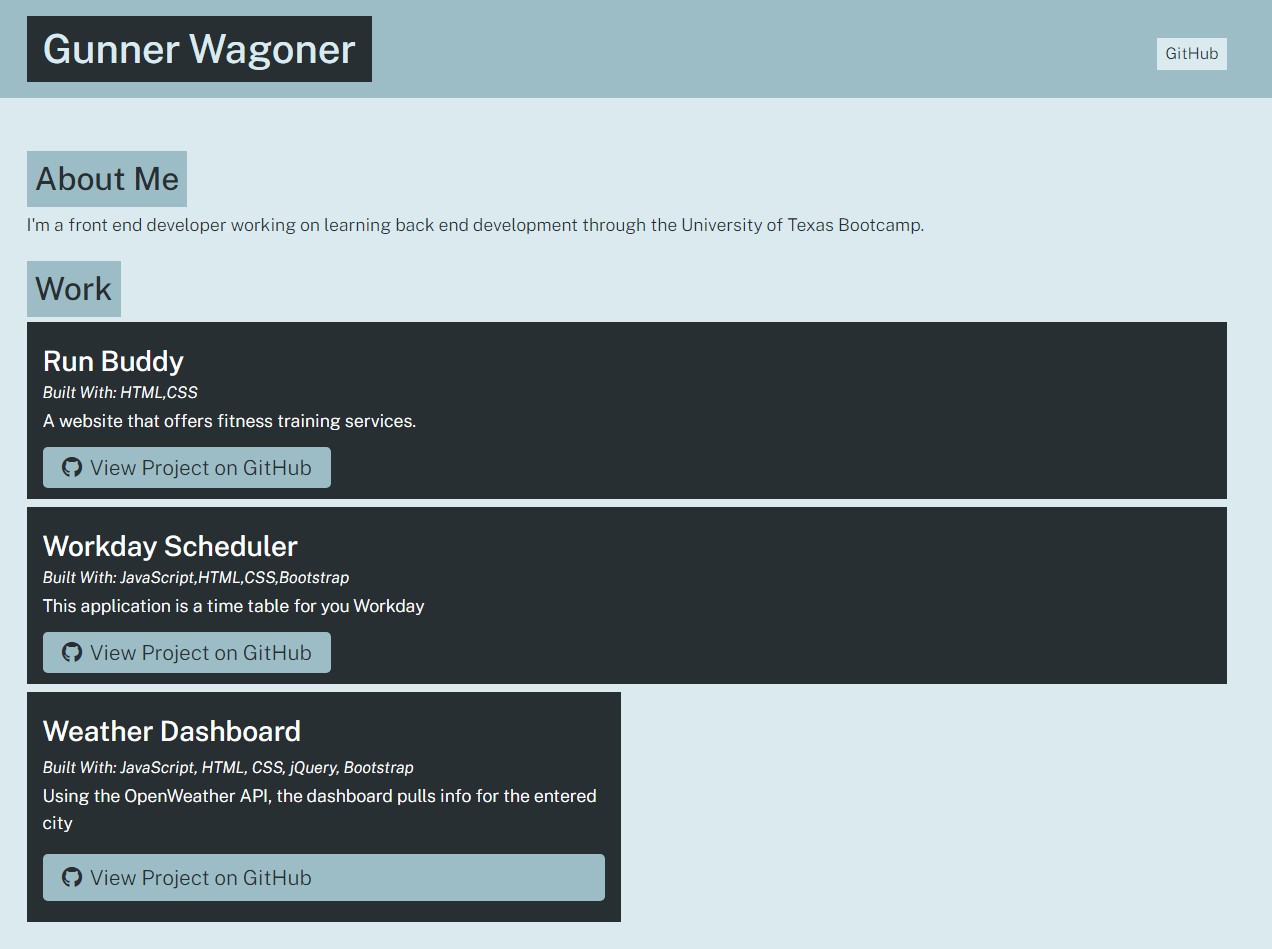 Gunner Wagoner
GitHub
About Me
I'm a front end developer working on learning back end development through the University of Texas Bootcamp.
Work
Run Buddy
Built With: HTML,CSS
A website that offers fitness training services.
View Project on GitHub
Workday Scheduler
Built With: JavaScript,HTML,CSS,Bootstrap
This application is a time table for you Workday
View Project on GitHub
Weather Dashboard
Built With: JavaScript, HTML, CSS, jQuery, Bootstrap
Using the OpenWeather API, the dashboard pulls info for the entered
city
View Project on GitHub